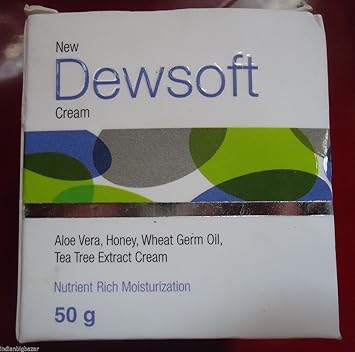 New
Dewsoft
Cream
Aloe Vera, Honey, Wheat Germ Oil,
Tea Tree Extract Cream
Nutrient Rich Moisturization
50 g
indianbigbazar